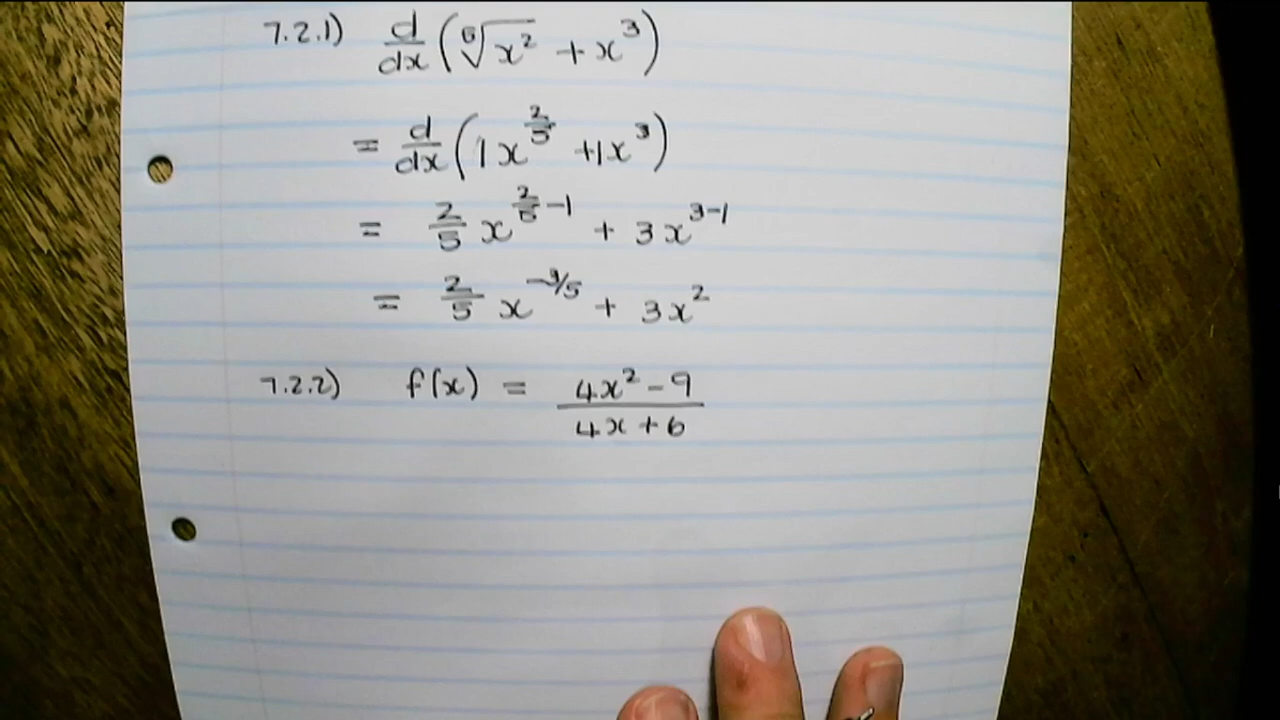 7.2.1) d/dx (⁵√x² + x³)
= d/dx (1x^(2/5) + 1x³)
= 2/5 x^(2/5 - 1) + 3x^(3-1)
= 2/5 x^(-3/5) + 3x²
7.2.2) f(x) = (4x² - 9)/(4x + 6)